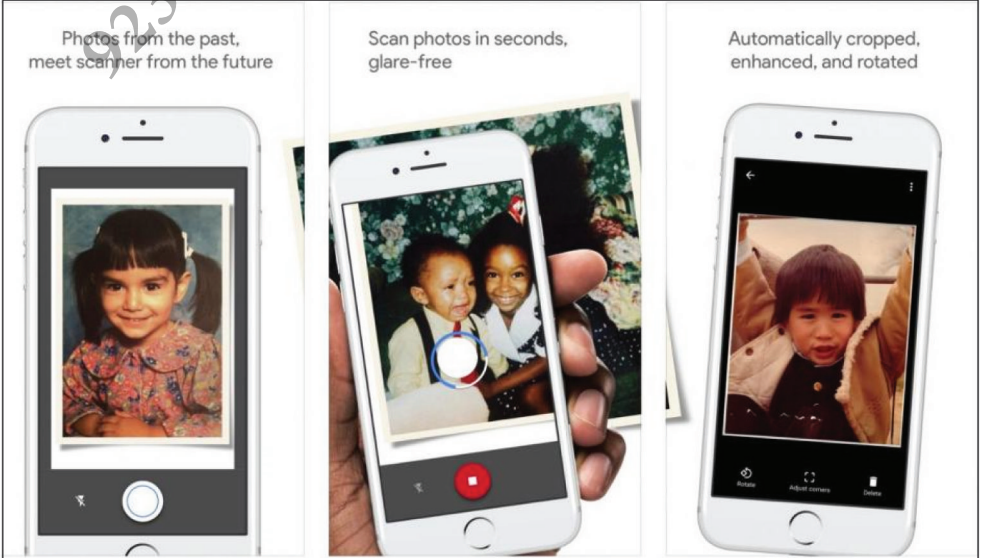 Photos from the past,
meet scanner from the future
Scan photos in seconds,
glare-free
Automatically cropped,
enhanced, and rotated
Rotate
Adjust corners
Delete
923